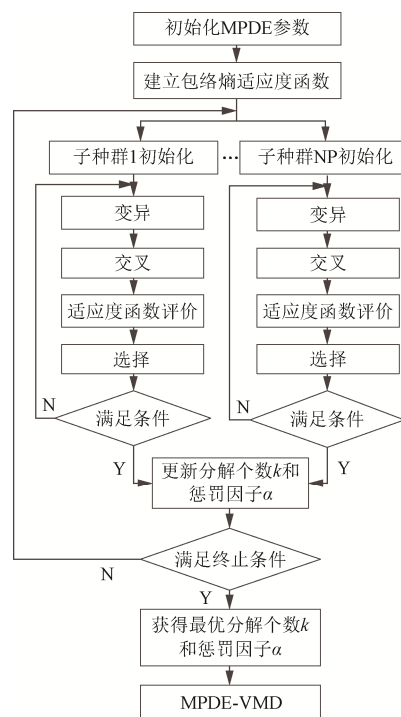 初始化MPDE参数
建立包络熵适应度函数
子种群1初始化
…
子种群NP初始化
变异
变异
交叉
交叉
适应度函数评价
适应度函数评价
选择
选择
N
N
满足条件
满足条件
Y
Y
更新分解个数k和
惩罚因子α
满足终止条件
N
Y
获得最优分解个数k
和惩罚因子α
MPDE-VMD